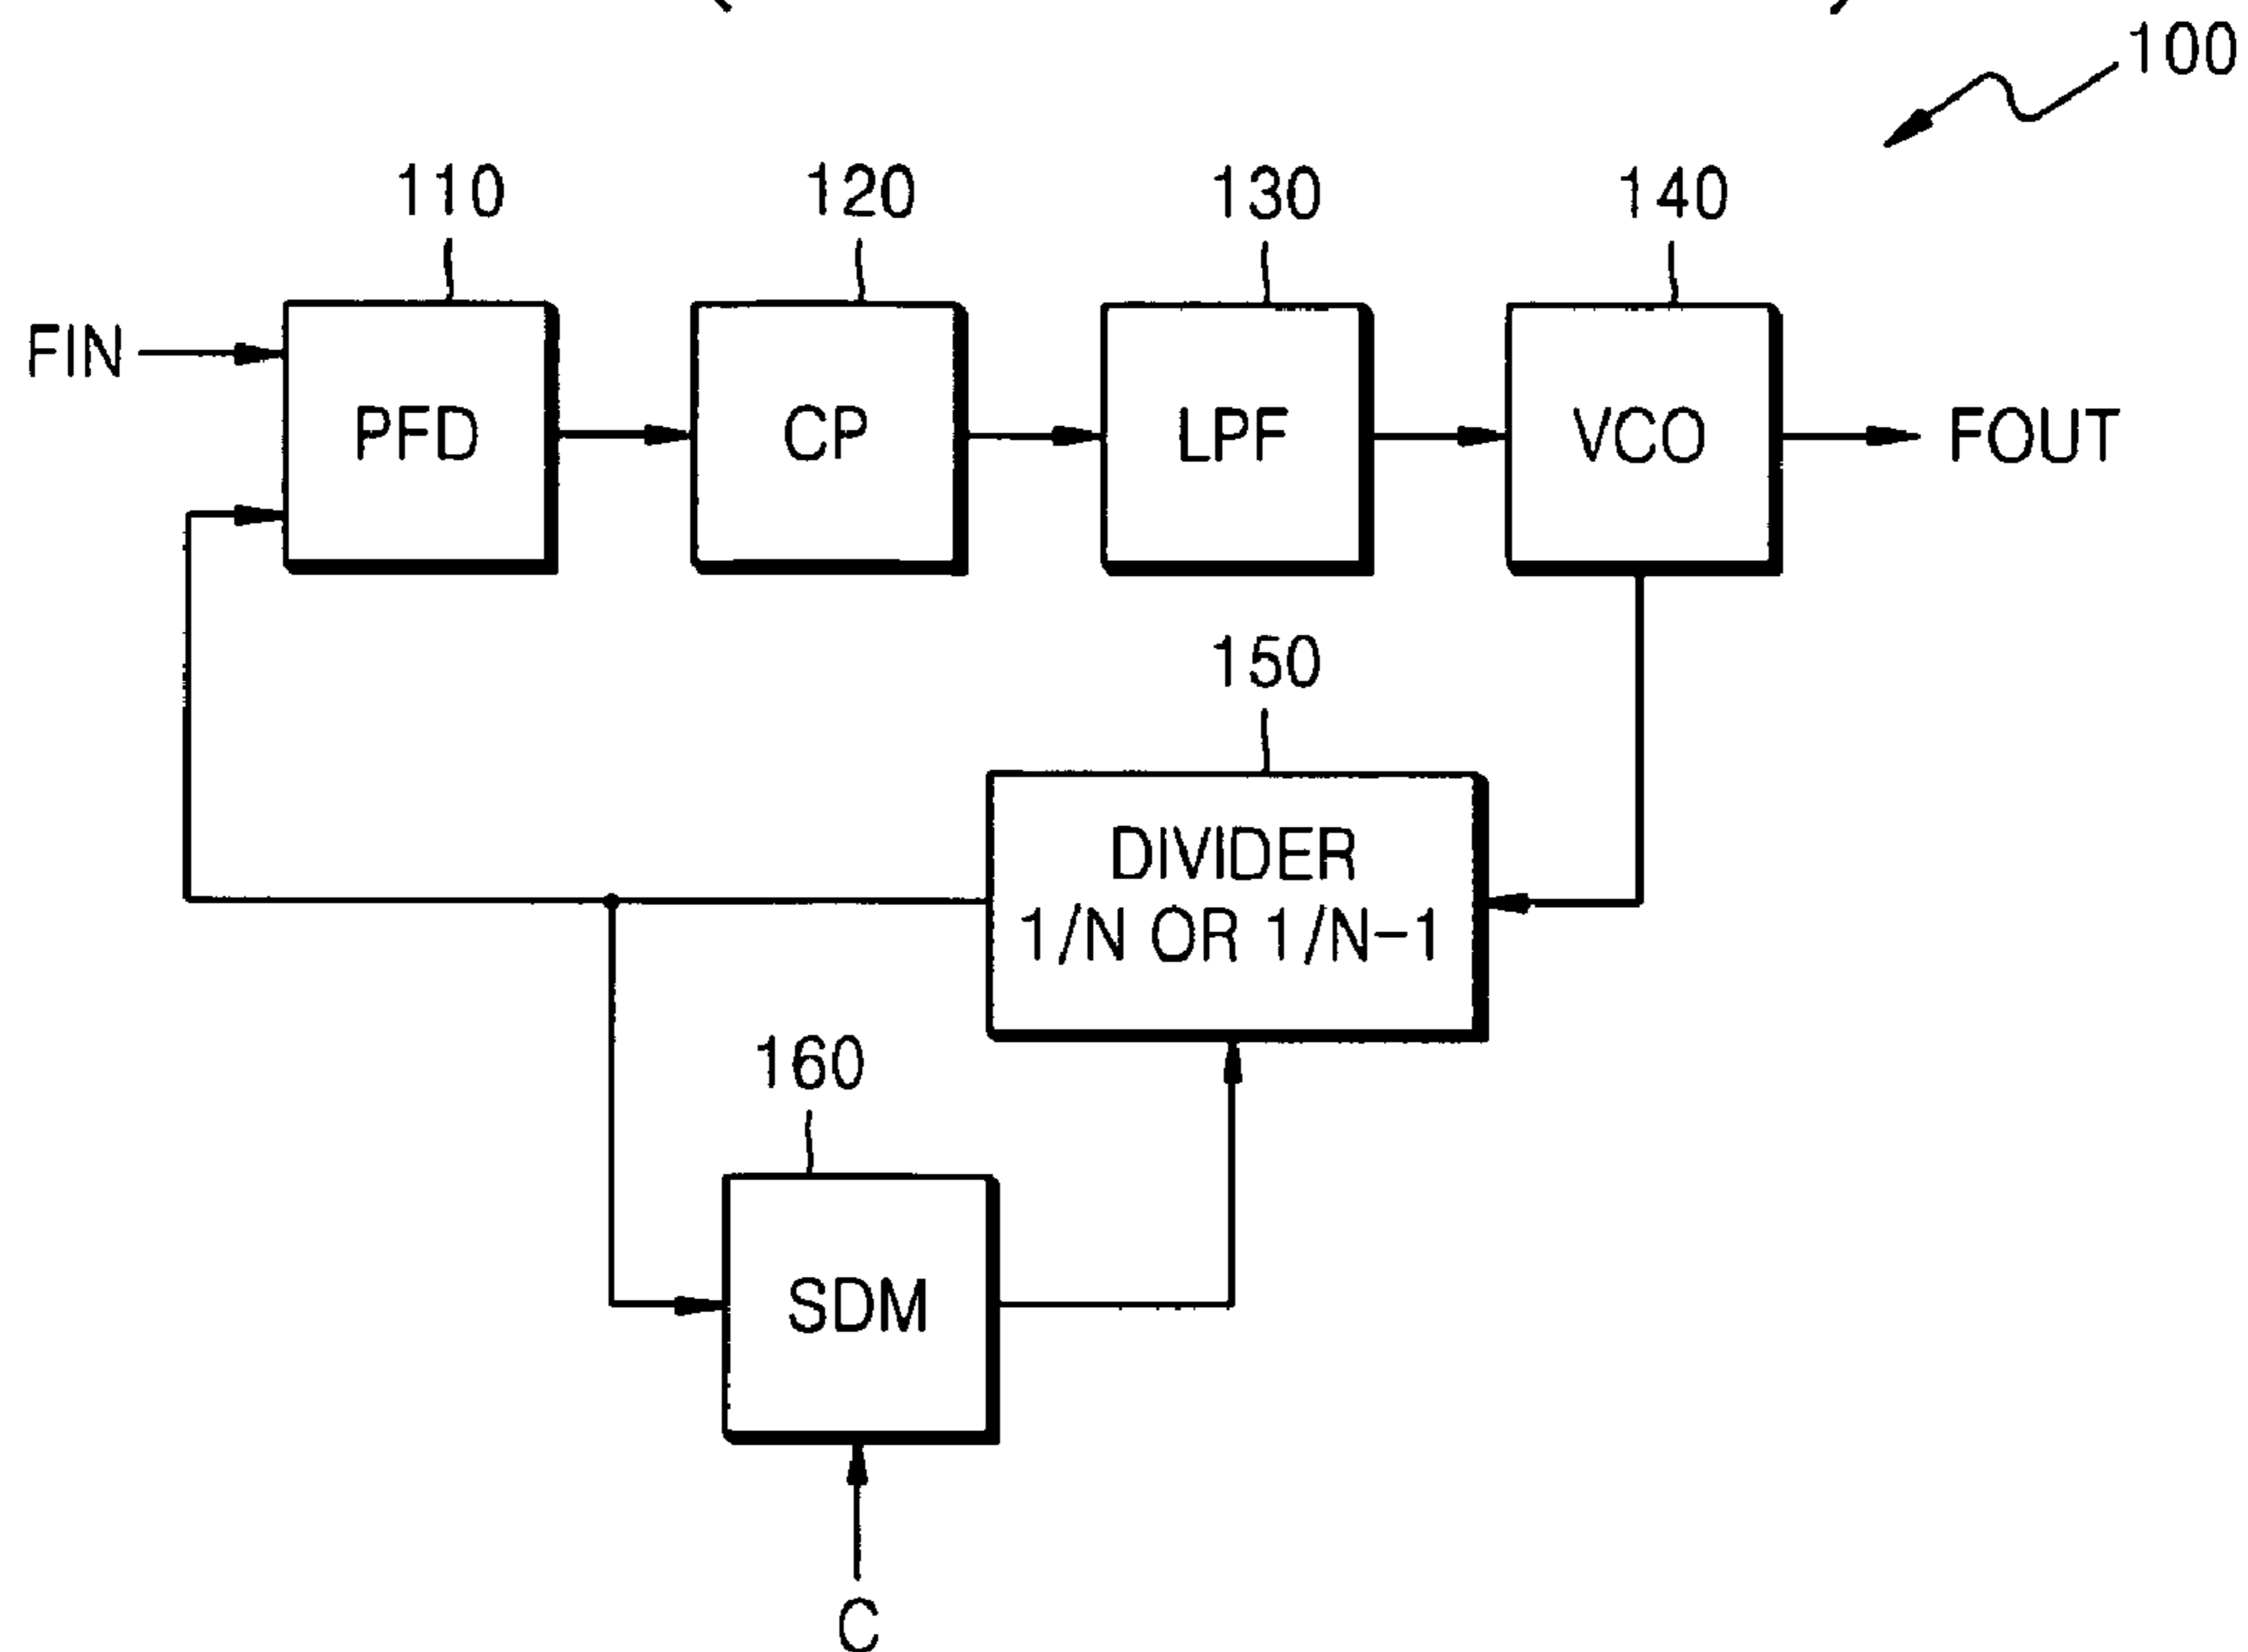 100
110
120
130
140
FIN
PFD
CP
LPF
VCO
FOUT
150
DIVIDER
1/N OR 1/N-1
160
SDM
C